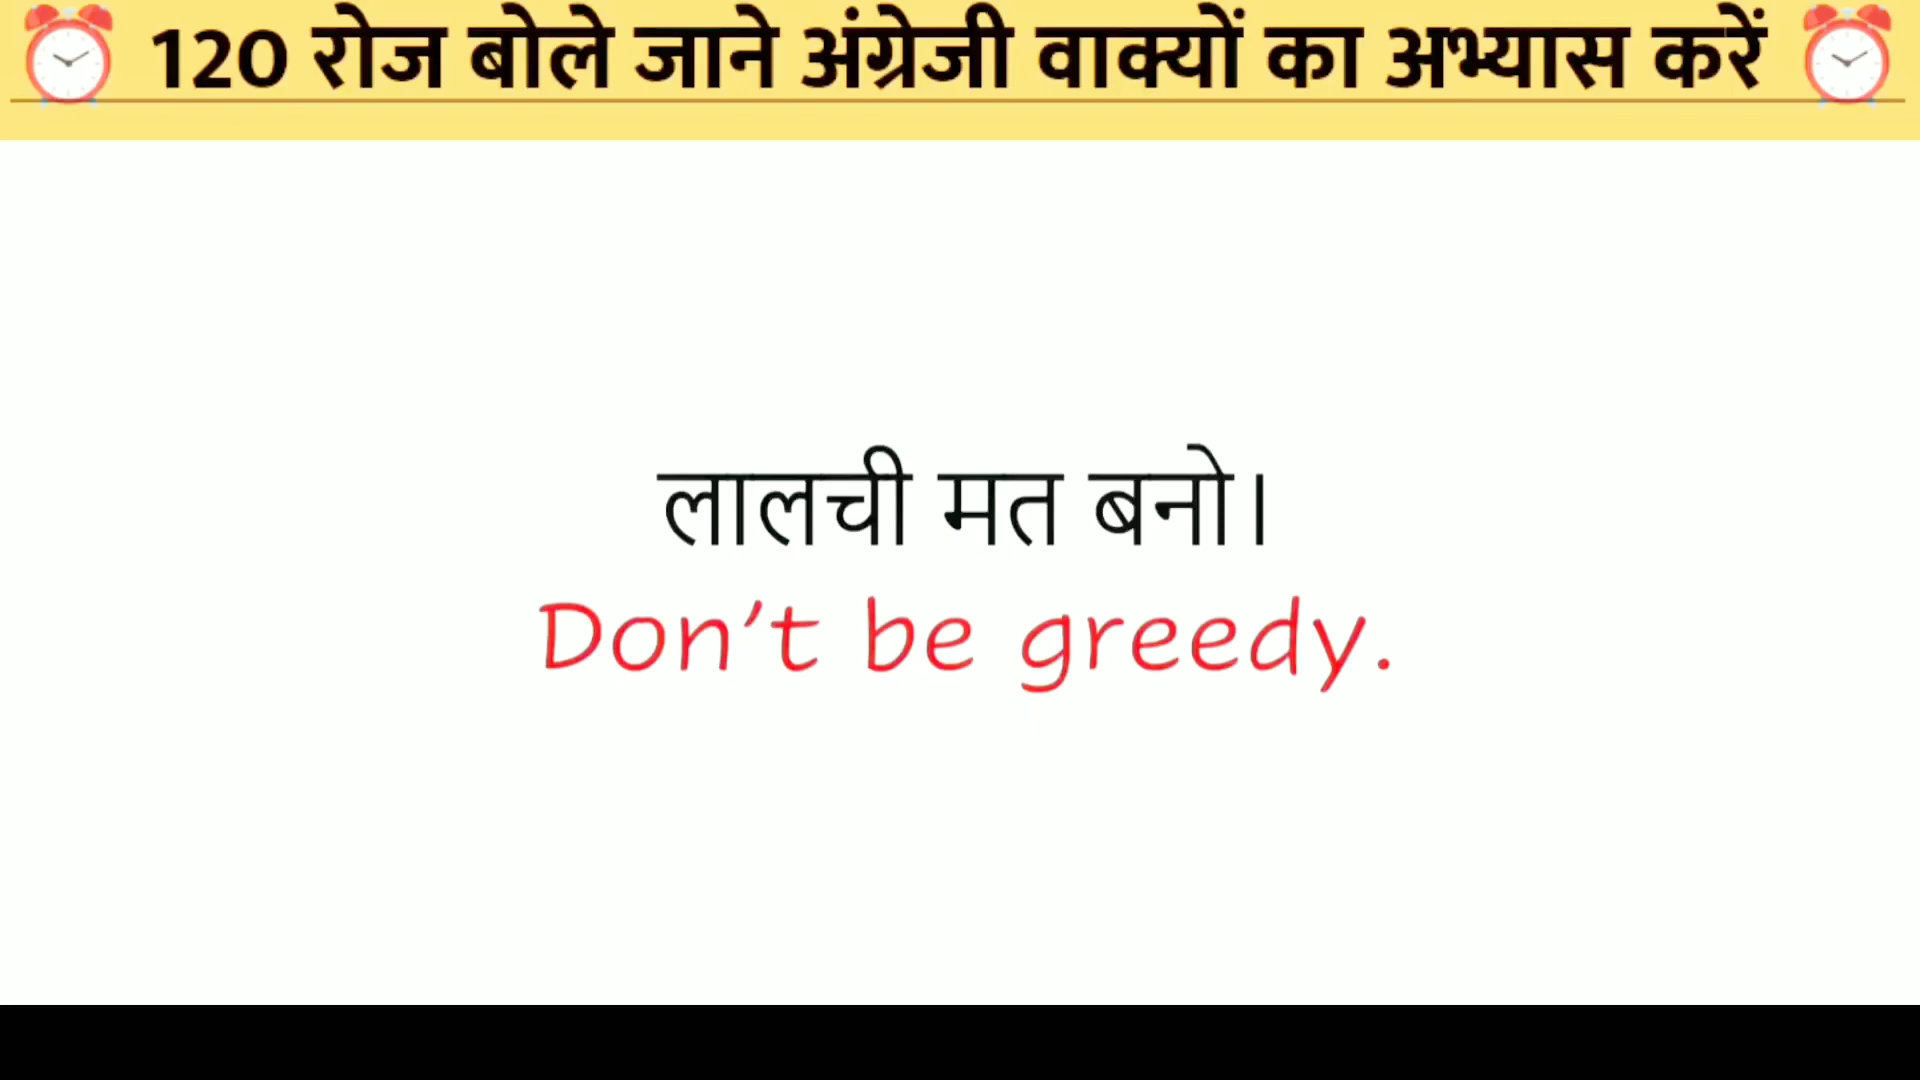 120 रोज बोले जाने अंग्रेजी वाक्यों का अभ्यास करें
लालची मत बनो।
Don't be greedy.